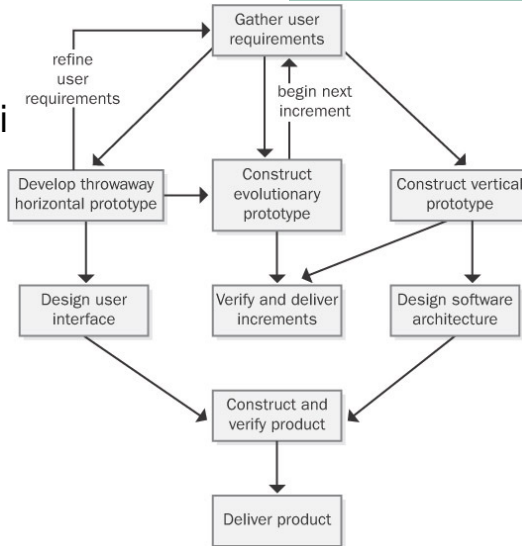 Gather user
requirements
refine
user
requirements
begin next
increment
i
Develop throwaway
horizontal prototype
Construct
evolutionary
prototype
Construct vertical
prototype
Design user
interface
Verify and deliver
increments
Design software
architecture
Construct and
verify product
Deliver product